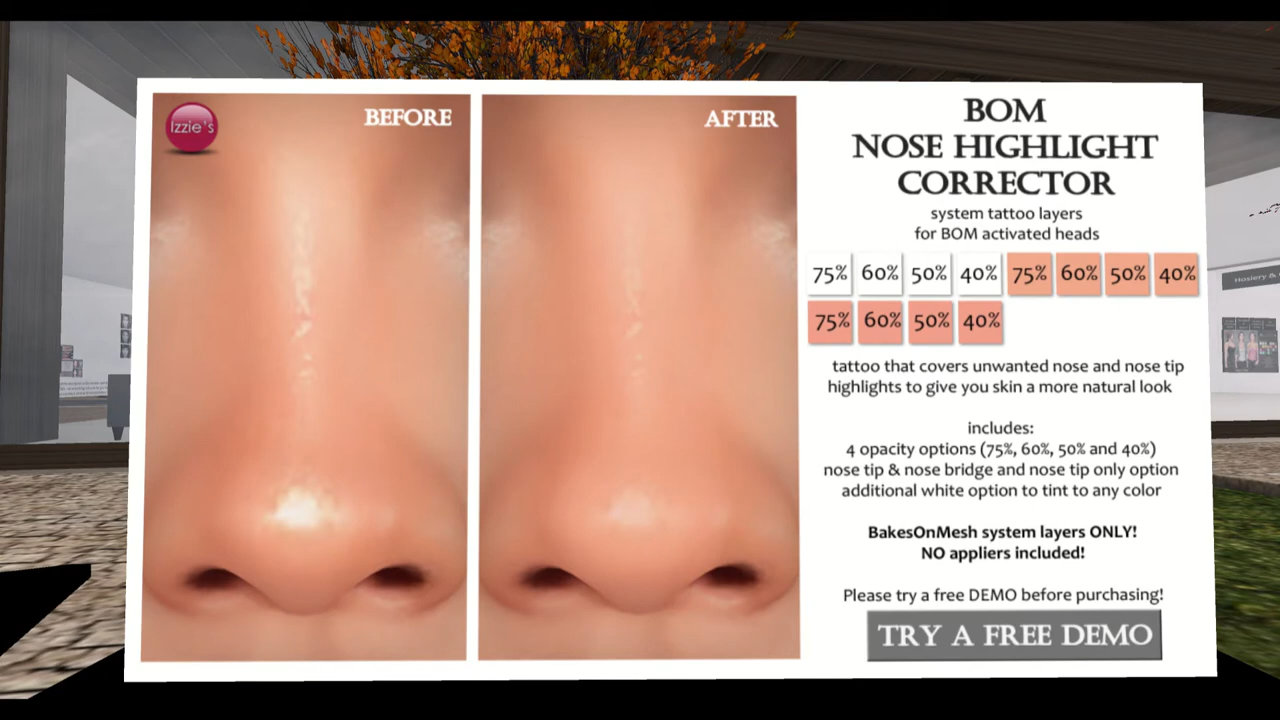 Izzie's
BEFORE
AFTER
BOM
NOSE HIGHLIGHT
CORRECTOR
system tattoo layers
for BOM activated heads
75% 60% 50% 40% 75% 60% 50% 40%
75% 60% 50% 40%
tattoo that covers unwanted nose and nose tip
highlights to give you skin a more natural look
includes:
4 opacity options (75%, 60%, 50% and 40%)
nose tip & nose bridge and nose tip only option
additional white option to tint to any color
BakesOnMesh system layers ONLY!
NO appliers included!
Please try a free DEMO before purchasing!
TRY A FREE DEMO
Hosiery &